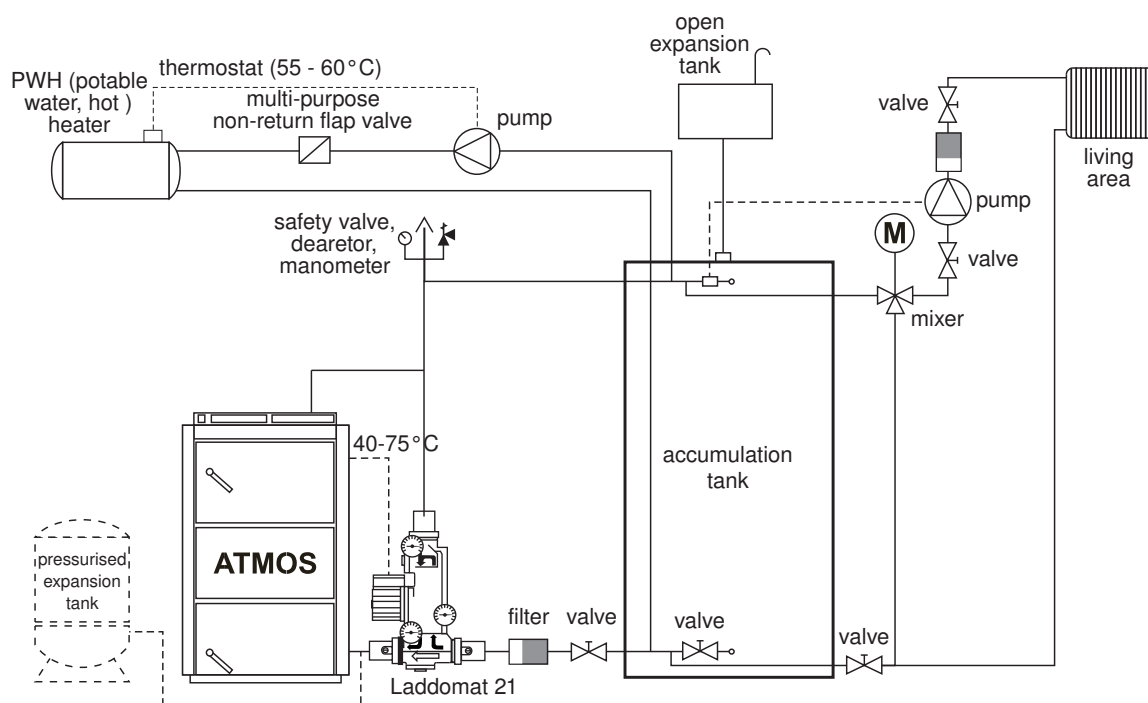 open
expansion
tank
thermostat (55 - 60°C)
PWH (potable
water, hot )
heater
multi-purpose
non-return flap valve
pump
valve
living
area
safety valve,
dearetor,
manometer
pump
M
valve
mixer
40-75°C
accumulation
tank
ATMOS
pressurised
expansion
tank
filter
valve
valve
valve
Laddomat 21